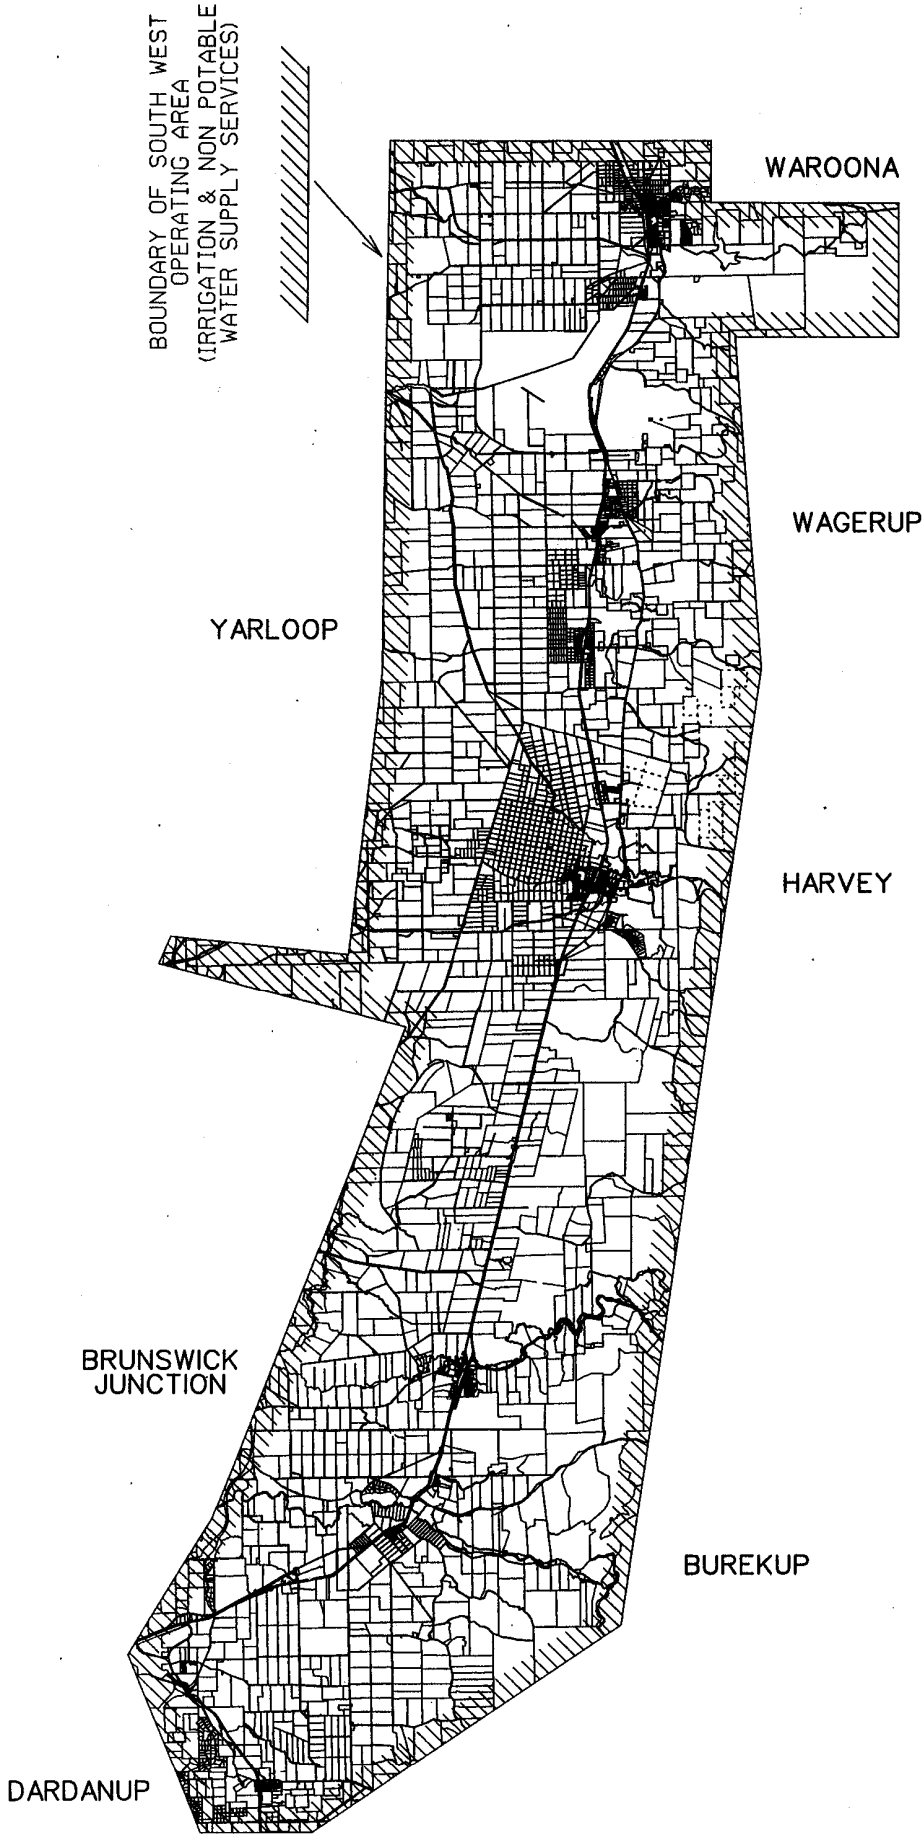 BOUNDARY OF SOUTH WEST
OPERATING AREA
(IRRIGATION & NON POTABLE
WATER SUPPLY SERVICES)
WAROONA
WAGERUP
YARLOOP
HARVEY
BRUNSWICK
JUNCTION
BUREKUP
DARDANUP